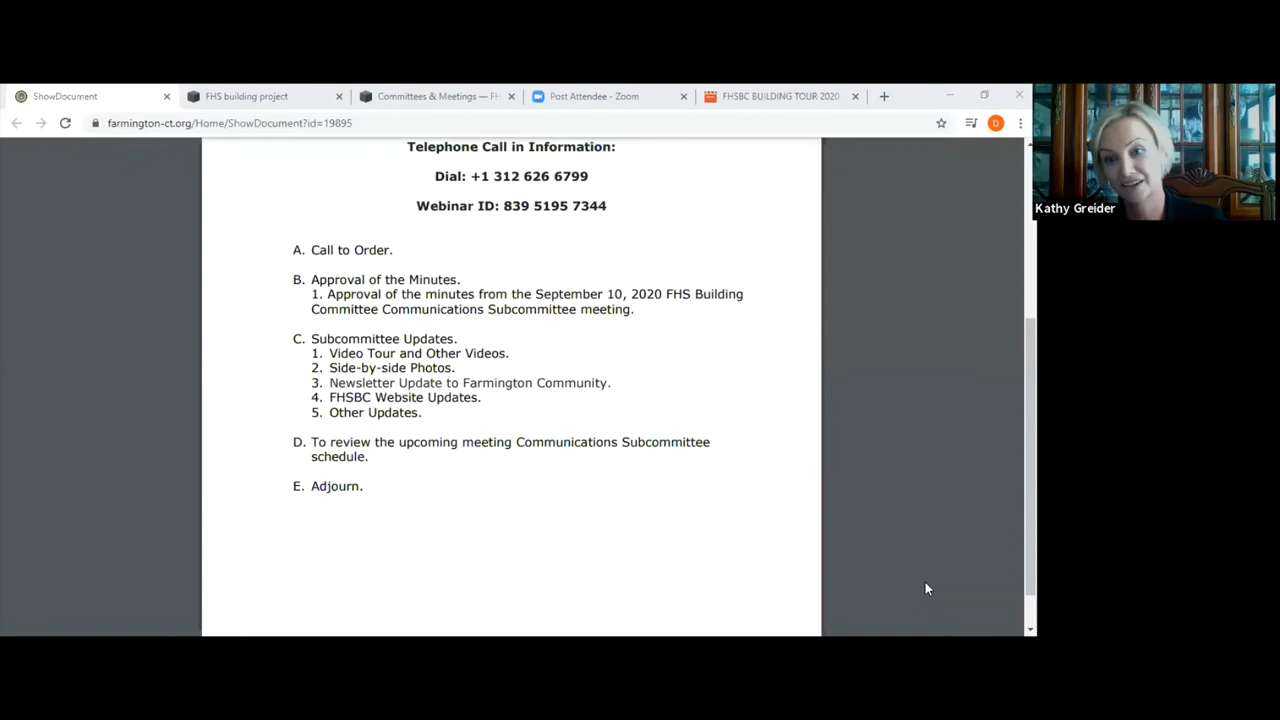 ShowDocument
FHS building project
Committees & Meetings — FH
Post Attendee - Zoom
FHSBC BUILDING TOUR 2020
farmington-ct.org/Home/ShowDocument?id=19895
D
Kathy Greider
Telephone Call in Information:
Dial: +1 312 626 6799
Webinar ID: 839 5195 7344
A. Call to Order.
B. Approval of the Minutes.
1. Approval of the minutes from the September 10, 2020 FHS Building
Committee Communications Subcommittee meeting.
C. Subcommittee Updates.
1. Video Tour and Other Videos.
2. Side-by-side Photos.
3. Newsletter Update to Farmington Community.
4. FHSBC Website Updates.
5. Other Updates.
D. To review the upcoming meeting Communications Subcommittee
schedule.
E. Adjourn.